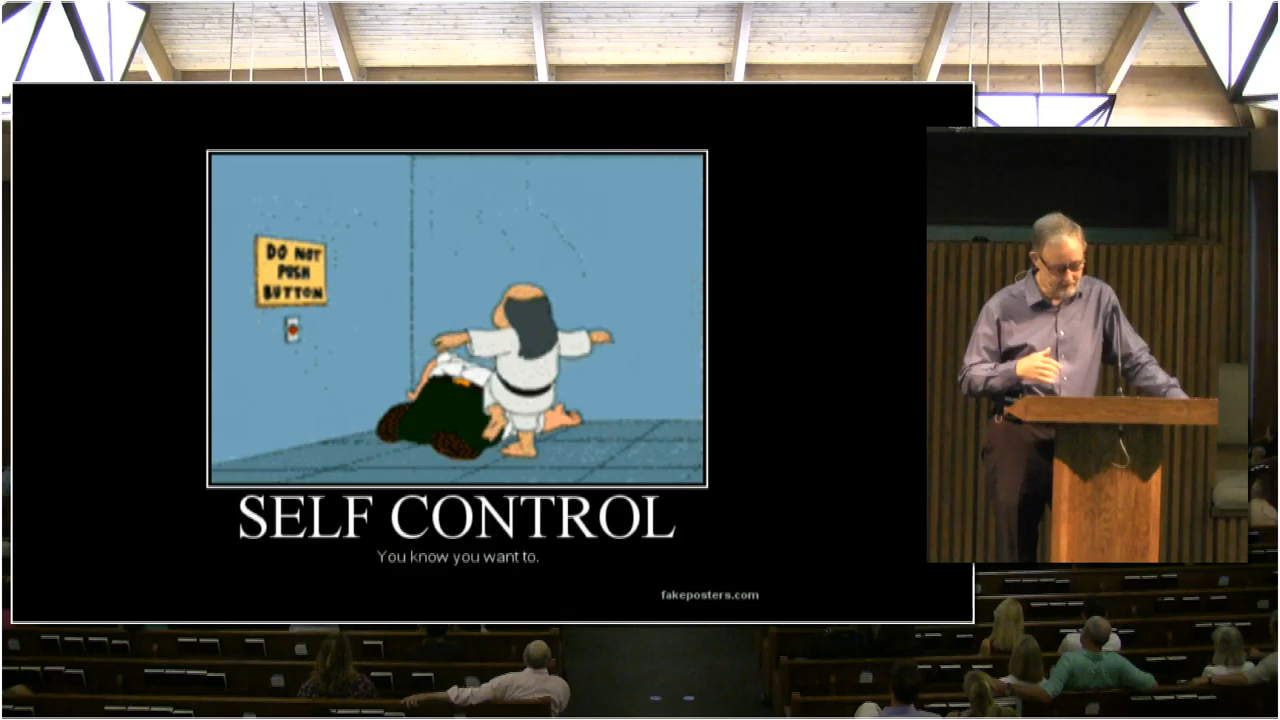 DO NOT
PUSH
BUTTON
SELF CONTROL
You know you want to.
fakeposters.com